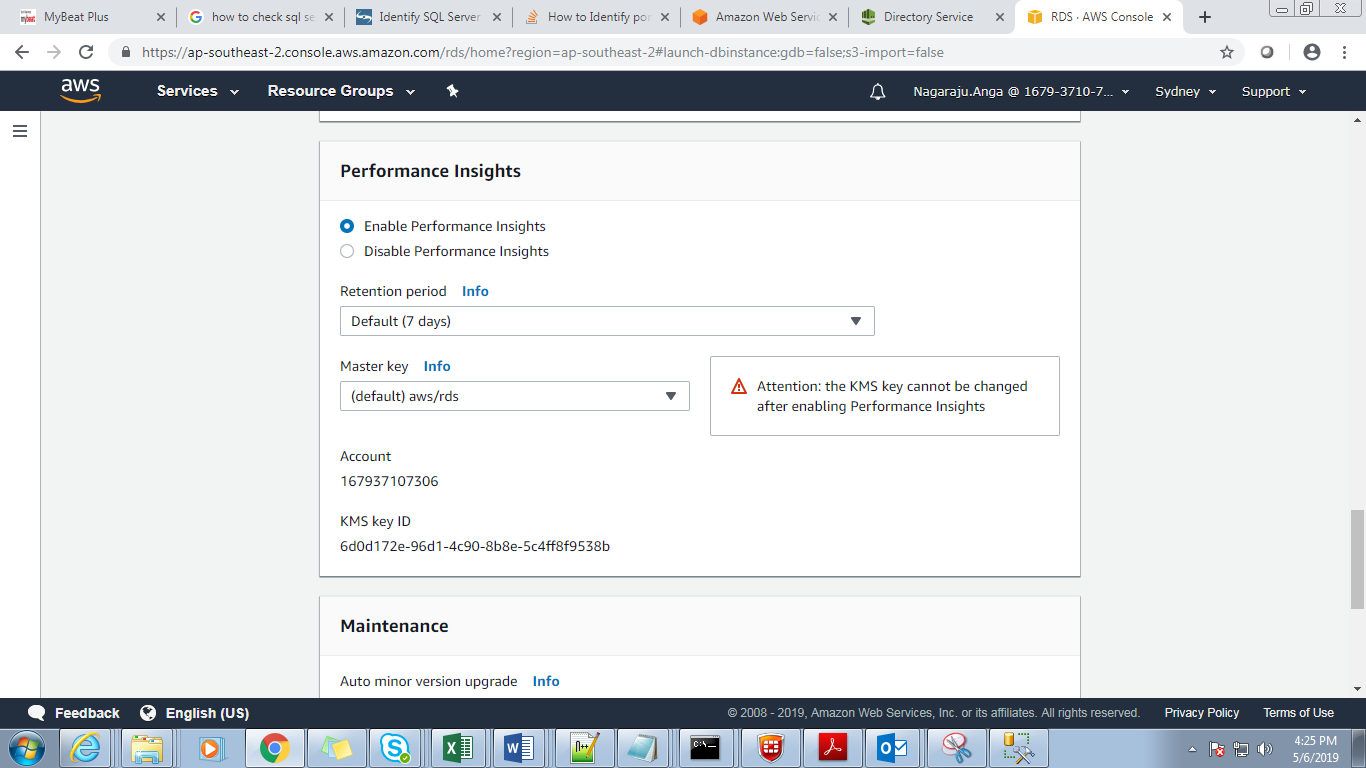 MyBeat Plus
how to check sql se
Identify SQL Server
How to Identify por
Amazon Web Servic
Directory Service
RDS · AWS Console
https://ap-southeast-2.console.aws.amazon.com/rds/home?region=ap-southeast-2#launch-dbinstance:gdb=false;s3-import=false
aws
Services
Resource Groups
Nagaraju.Anga @ 1679-3710-7...
Sydney
Support
Performance Insights
Enable Performance Insights
Disable Performance Insights
Retention period Info
Default (7 days)
Master key Info
(default) aws/rds
Attention: the KMS key cannot be changed
after enabling Performance Insights
Account
167937107306
KMS key ID
6d0d172e-96d1-4c90-8b8e-5c4ff8f9538b
Maintenance
Auto minor version upgrade Info
Feedback
English (US)
© 2008 - 2019, Amazon Web Services, Inc. or its affiliates. All rights reserved.
Privacy Policy
Terms of Use
4:25 PM
5/6/2019